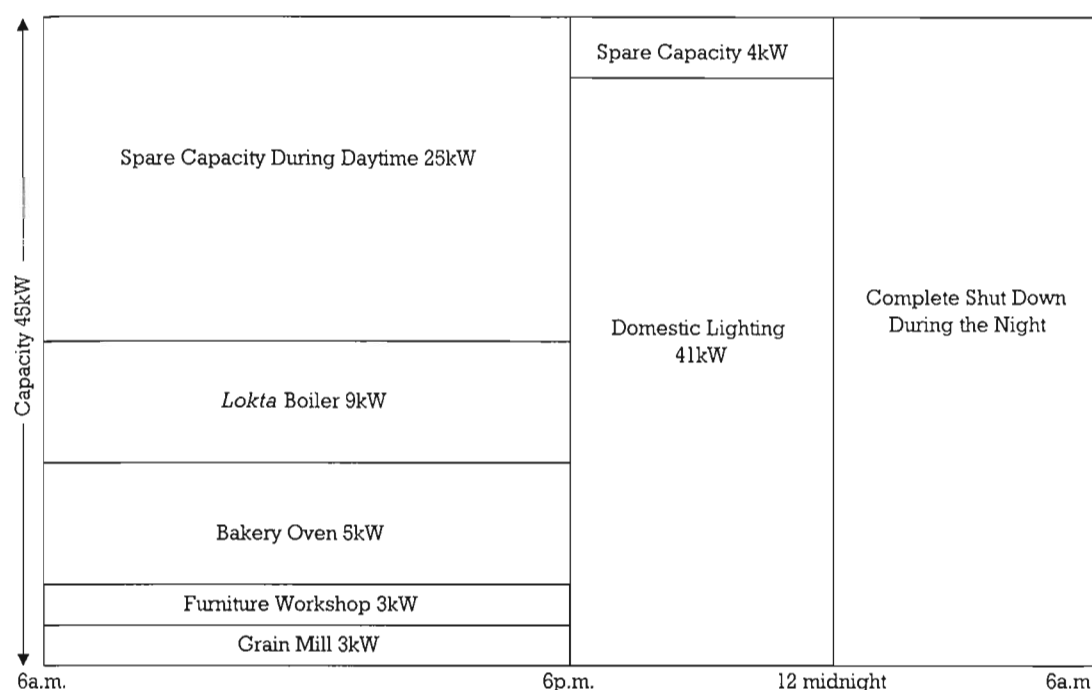 Capacity 45kW
Spare Capacity During Daytime 25kW
Lokta Boiler 9kW
Bakery Oven 5kW
Furniture Workshop 3kW
Grain Mill 3kW
Spare Capacity 4kW
Domestic Lighting
41kW
Complete Shut Down
During the Night
6a.m.
6p.m.
12 midnight
6a.m